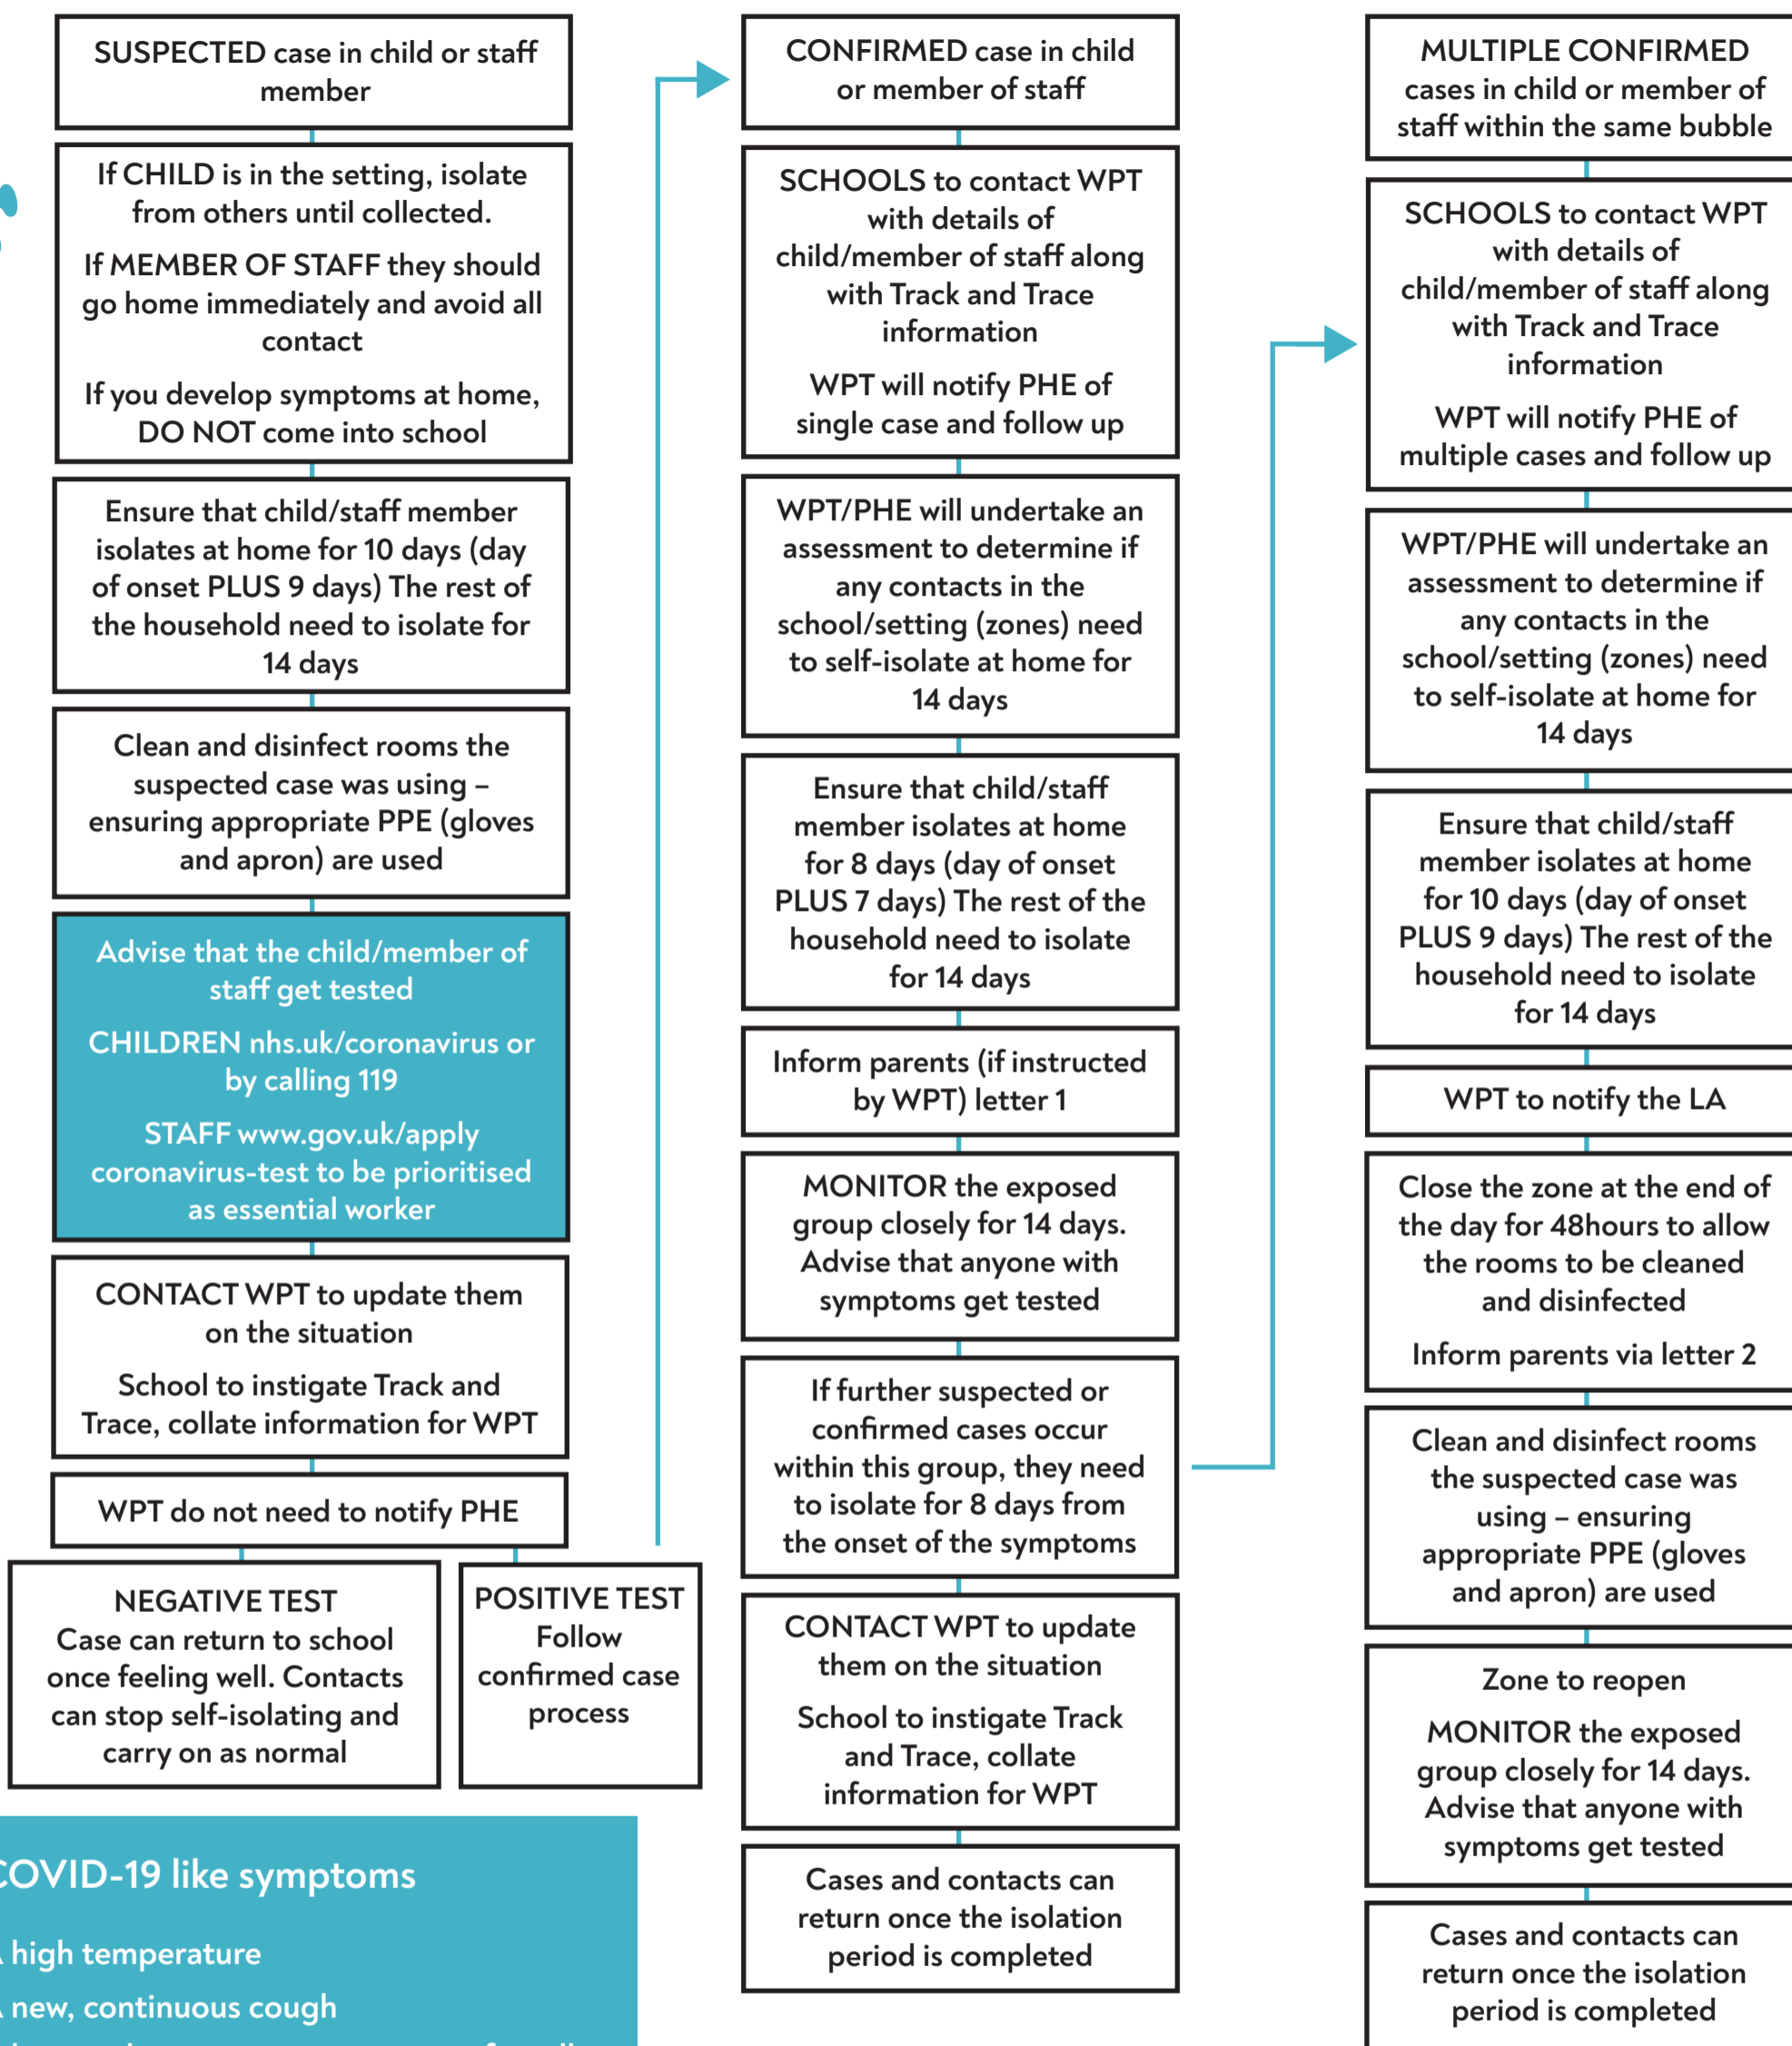 SUSPECTED case in child or staff
member
If CHILD is in the setting, isolate
from others until collected.
If MEMBER OF STAFF they should
go home immediately and avoid all
contact
If you develop symptoms at home,
DO NOT come into school
Ensure that child/staff member
isolates at home for 10 days (day
of onset PLUS 9 days) The rest of
the household need to isolate for
14 days
Clean and disinfect rooms the
suspected case was using –
ensuring appropriate PPE (gloves
and apron) are used
Advise that the child/member of
staff get tested
CHILDREN nhs.uk/coronavirus or
by calling 119
STAFF www.gov.uk/apply
coronavirus-test to be prioritised
as essential worker
CONTACT WPT to update them
on the situation
School to instigate Track and
Trace, collate information for WPT
WPT do not need to notify PHE
NEGATIVE TEST
Case can return to school
once feeling well. Contacts
can stop self-isolating and
carry on as normal
POSITIVE TEST
Follow
confirmed case
process
COVID-19 like symptoms
A high temperature
A new, continuous cough
CONFIRMED case in child
or member of staff
SCHOOLS to contact WPT
with details of
child/member of staff along
with Track and Trace
information
WPT will notify PHE of
single case and follow up
WPT/PHE will undertake an
assessment to determine if
any contacts in the
school/setting (zones) need
to self-isolate at home for
14 days
Ensure that child/staff
member isolates at home
for 8 days (day of onset
PLUS 7 days) The rest of the
household need to isolate
for 14 days
Inform parents (if instructed
by WPT) letter 1
MONITOR the exposed
group closely for 14 days.
Advise that anyone with
symptoms get tested
If further suspected or
confirmed cases occur
within this group, they need
to isolate for 8 days from
the onset of the symptoms
CONTACT WPT to update
them on the situation
School to instigate Track
and Trace, collate
information for WPT
Cases and contacts can
return once the isolation
period is completed
MULTIPLE CONFIRMED
cases in child or member of
staff within the same bubble
SCHOOLS to contact WPT
with details of
child/member of staff along
with Track and Trace
information
WPT will notify PHE of
multiple cases and follow up
WPT/PHE will undertake an
assessment to determine if
any contacts in the
school/setting (zones) need
to self-isolate at home for
14 days
Ensure that child/staff
member isolates at home
for 10 days (day of onset
PLUS 9 days) The rest of the
household need to isolate
for 14 days
WPT to notify the LA
Close the zone at the end of
the day for 48hours to allow
the rooms to be cleaned
and disinfected
Inform parents via letter 2
Clean and disinfect rooms
the suspected case was
using – ensuring
appropriate PPE (gloves
and apron) are used
Zone to reopen
MONITOR the exposed
group closely for 14 days.
Advise that anyone with
symptoms get tested
Cases and contacts can
return once the isolation
period is completed